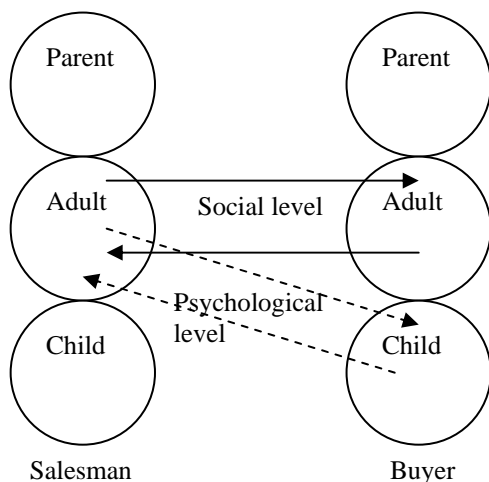 Parent Parent
Adult Social level Adult
Psychological
level
Child Child
Salesman Buyer